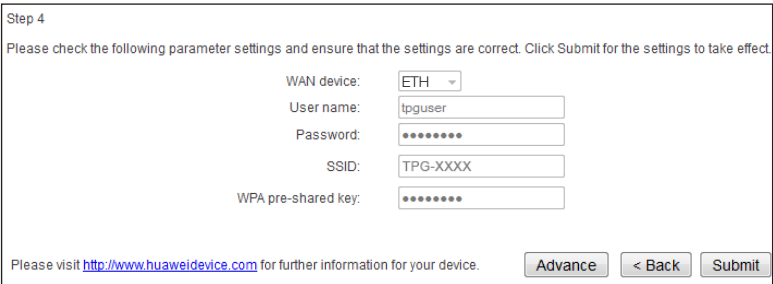 Step 4
Please check the following parameter settings and ensure that the settings are correct. Click Submit for the settings to take effect.
WAN device: ETH
User name: tpguser
Password: ●●●●●●●●
SSID: TPG-XXXX
WPA pre-shared key: ●●●●●●●●
Please visit http://www.huaweidevice.com for further information for your device. Advance < Back Submit